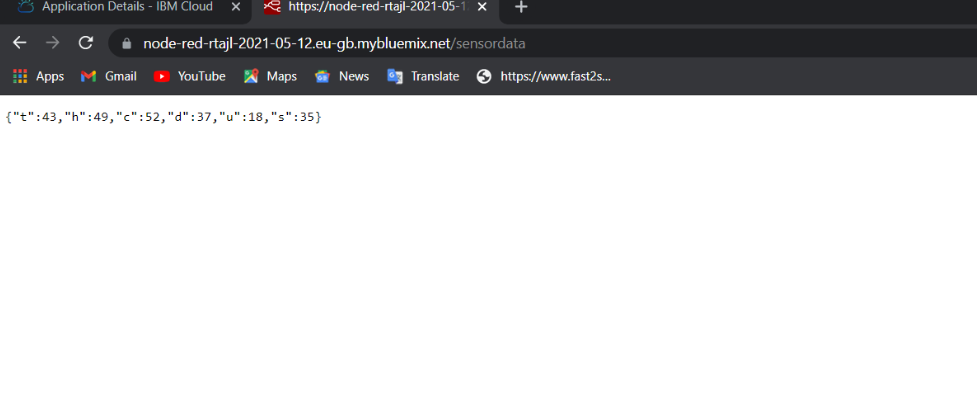 Application Details - IBM Cloud
https://node-red-rtajl-2021-05-1
node-red-rtajl-2021-05-12.eu-gb.mybluemix.net/sensordata
Apps Gmail YouTube Maps News Translate https://www.fast2s...
{"t":43,"h":49,"c":52,"d":37,"u":18,"s":35}